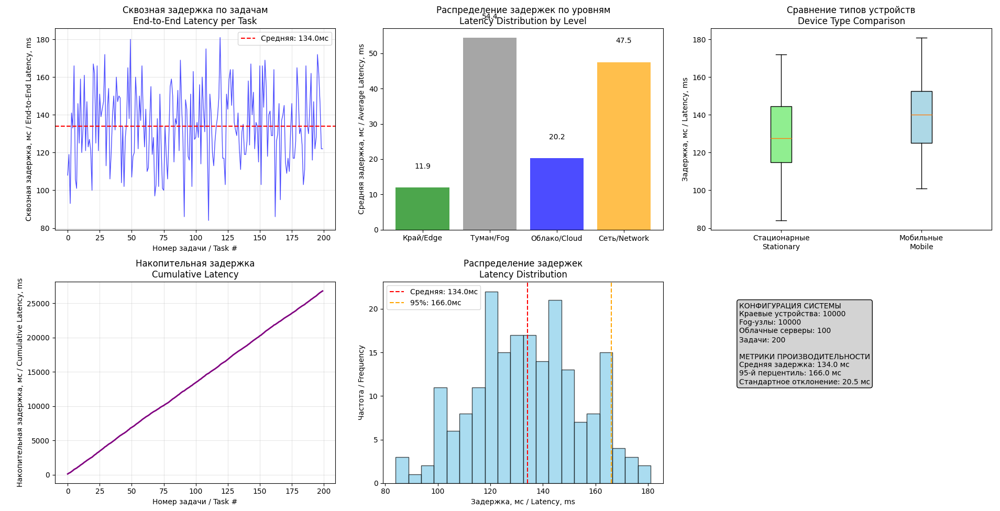 Сквозная задержка по задачам
End-to-End Latency per Task
Сквозная задержка, мс / End-to-End Latency, ms
180
160
140
120
100
80
Средняя: 134.0мс
0
25
50
75
100
125
150
175
200
Номер задачи / Task #
Распределение задержек по уровням
Latency Distribution by Level
Средняя задержка, мс / Average Latency, ms
50
40
30
20
10
0
11.9
54.4
20.2
47.5
Край/Edge
Туман/Fog
Облако/Cloud
Сеть/Network
Сравнение типов устройств
Device Type Comparison
Задержка, мс / Latency, ms
180
160
140
120
100
80
Стационарные
Stationary
Мобильные
Mobile
Накопительная задержка
Cumulative Latency
Накопительная задержка, мс / Cumulative Latency, ms
25000
20000
15000
10000
5000
0
0
25
50
75
100
125
150
175
200
Номер задачи / Task #
Распределение задержек
Latency Distribution
Частота / Frequency
20
15
10
5
0
Средняя: 134.0мс
95%: 166.0мс
80
100
120
140
160
180
Задержка, мс / Latency, ms
КОНФИГУРАЦИЯ СИСТЕМЫ
Краевые устройства: 10000
Fog-узлы: 10000
Облачные серверы: 100
Задачи: 200
МЕТРИКИ ПРОИЗВОДИТЕЛЬНОСТИ
Средняя задержка: 134.0 мс
95-й перцентиль: 166.0 мс
Стандартное отклонение: 20.5 мс